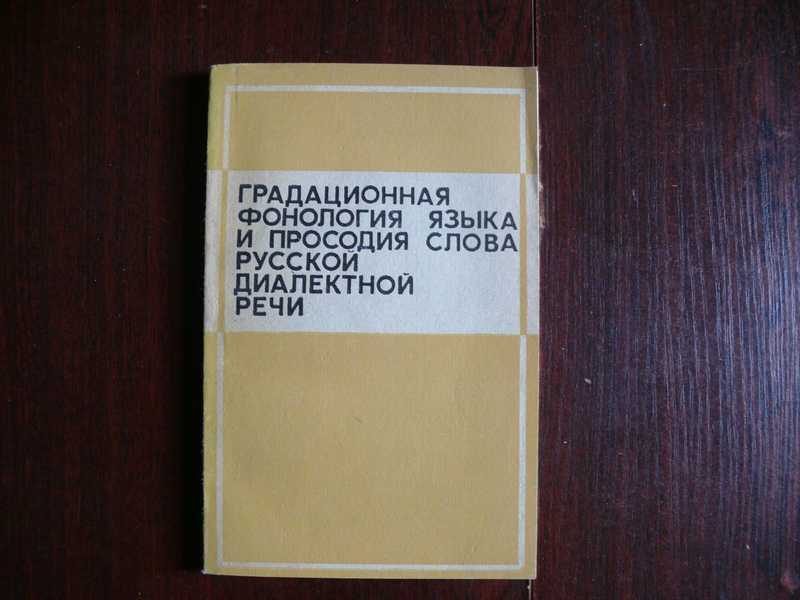 ГРАДАЦИОННАЯ
ФОНОЛОГИЯ ЯЗЫКА
И ПРОСОДИЯ СЛОВА
РУССКОЙ
ДИАЛЕКТНОЙ
РЕЧИ